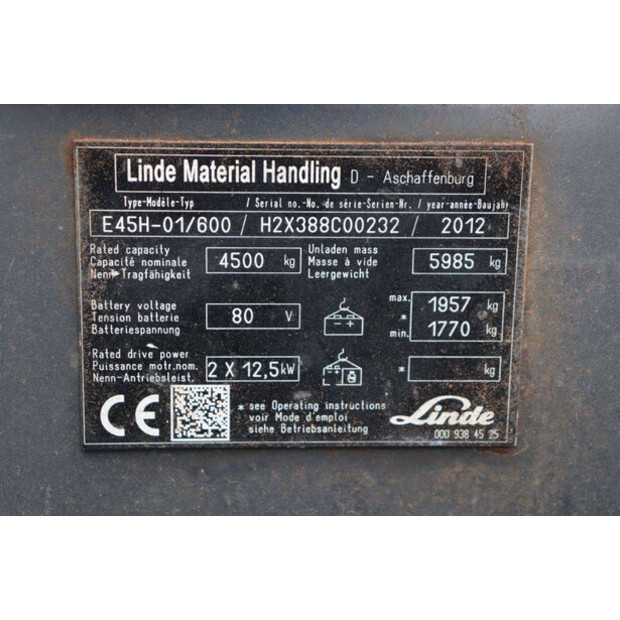 Linde Material Handling D - Aschaffenburg
Type-Modèle-Typ / Serial no.-No. de série-Serien-Nr. / year-année-Baujahr
E45H-01/600 / H2X388C00232 / 2012
Rated capacity
Capacité nominale
Nenn-Tragfähigkeit
4500 kg
Unladen mass
Masse à vide
Leergewicht
5985 kg
Battery voltage
Tension batterie
Batteriespannung
80 V
- +
max. 1957 kg
*
min. 1770 kg
Rated drive power
Puissance motr.nom.
Nenn-Antriebsleist.
2 X 12,5 kW
* kg
CE
* see Operating instructions
voir Mode d'emploi
siehe Betriebsanleitung
Linde
000 938 45 25